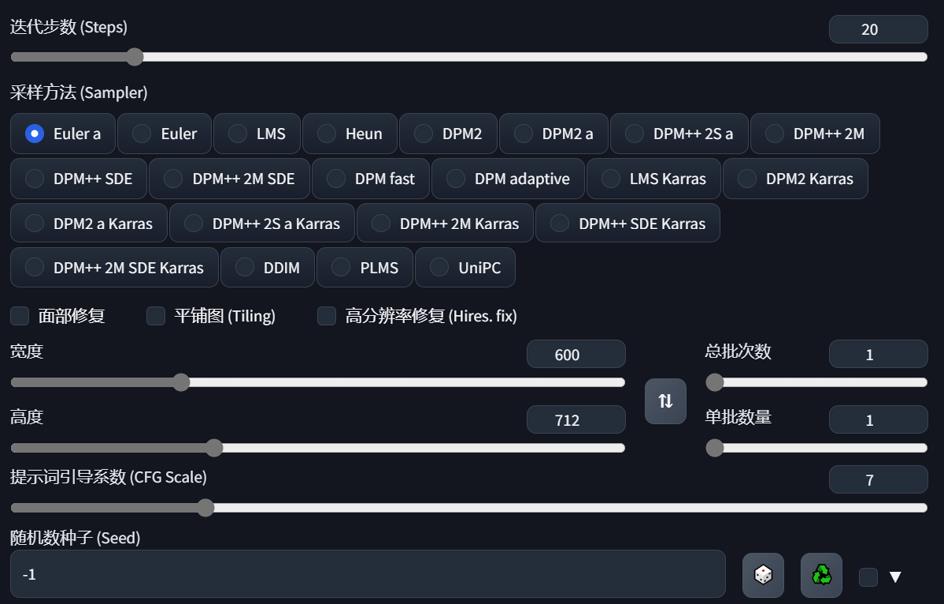 迭代步数 (Steps) 20
采样方法 (Sampler)
Euler a Euler LMS Heun DPM2 DPM2 a DPM++ 2S a DPM++ 2M
DPM++ SDE DPM++ 2M SDE DPM fast DPM adaptive LMS Karras DPM2 Karras
DPM2 a Karras DPM++ 2S a Karras DPM++ 2M Karras DPM++ SDE Karras
DPM++ 2M SDE Karras DDIM PLMS UniPC
面部修复 平铺图 (Tiling) 高分辨率修复 (Hires. fix)
宽度 600 总批次数 1
高度 712 单批数量 1
提示词引导系数 (CFG Scale) 7
随机数种子 (Seed)
-1